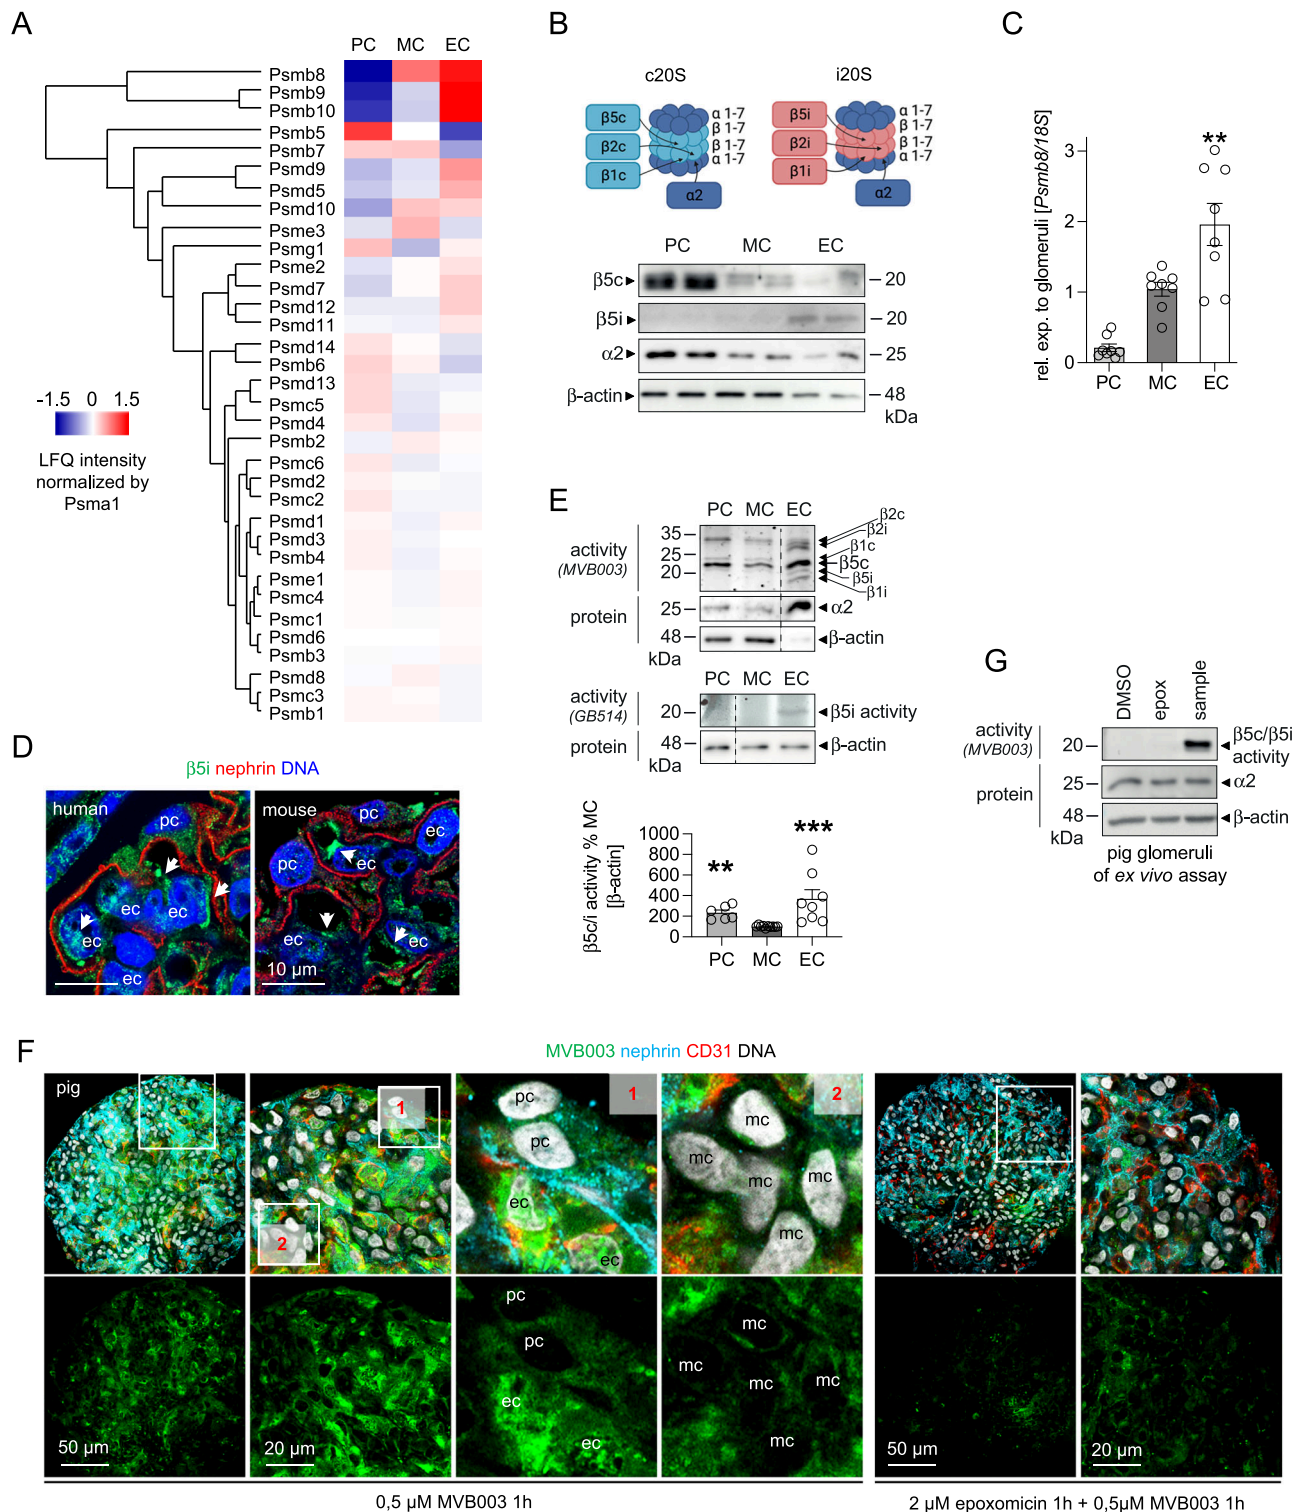 A
PC MC EC
Psmb8
Psmb9
Psmb10
Psmb5
Psmb7
Psmd9
Psmd5
Psmd10
Psme3
Psmg1
Psme2
Psmd7
Psmd12
Psmd11
Psmd14
Psmb6
Psmd13
Psmc5
Psmd4
Psmb2
Psmc6
Psmd2
Psmc2
Psmd1
Psmd3
Psmb4
Psme1
Psmc4
Psmc1
Psmd6
Psmb3
Psmd8
Psmc3
Psmb1
-1.5 0 1.5
LFQ intensity
normalized by
Psma1
B
c20S i20S
β5c
β2c
β1c
α2
α 1-7
β 1-7
β 1-7
α 1-7
β5i
β2i
β1i
α2
α 1-7
β 1-7
β 1-7
α 1-7
PC MC EC
β5c 20
β5i 20
α2 25
β-actin 48
kDa
C
rel. exp. to glomeruli [Psmb8/18S]
3
2
1
0
**
PC MC EC
D
β5i nephrin DNA
human
pc
ec
ec
ec
ec
ec
mouse
pc
pc
ec
ec
ec
ec
10 µm
E
PC MC EC
activity
(MVB003)
35
25
20
β2c
β2i
β1c
β5c
β5i
β1i
protein
25 α2
48 β-actin
kDa
PC MC EC
activity
(GB514)
20 β5i activity
protein
48 β-actin
kDa
β5c/i activity % MC
[β-actin]
1000
800
600
400
200
0
** ***
PC MC EC
G
DMSO
epox
sample
activity
(MVB003)
20 β5c/β5i
activity
protein
25 α2
48 β-actin
kDa
pig glomeruli
of ex vivo assay
F
MVB003 nephrin CD31 DNA
pig
1
2
1
pc
pc
ec
ec
2
mc
mc
mc
mc
mc
50 µm
20 µm
pc
pc
ec
ec
mc
mc
mc
mc
mc
50 µm
20 µm
0,5 µM MVB003 1h
2 µM epoxomicin 1h + 0,5µM MVB003 1h